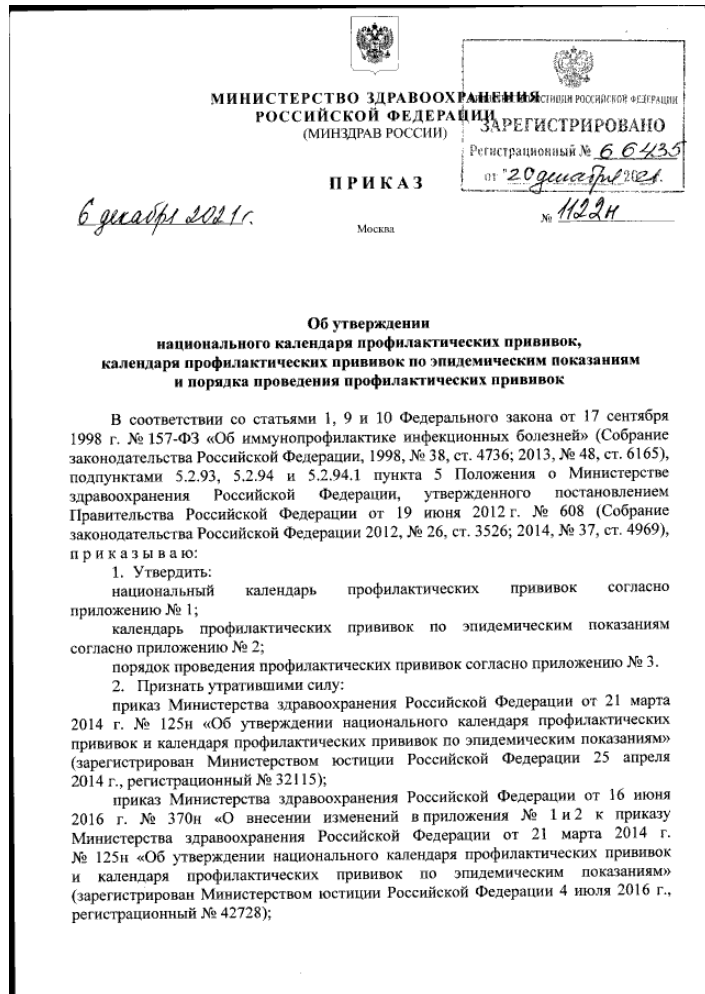 МИНИСТЕРСТВО ЗДРАВООХРАНЕНИЯ
РОССИЙСКОЙ ФЕДЕРАЦИИ
(МИНЗДРАВ РОССИИ)
ЮСТИЦИИ РОССИЙСКОЙ ФЕДЕРАЦИИ
ЗАРЕГИСТРИРОВАНО
Регистрационный № 66435
от "20 декабря 2021.
ПРИКАЗ
6 декабря 2021 г.
Москва
№ 1122н
Об утверждении
национального календаря профилактических прививок,
календаря профилактических прививок по эпидемическим показаниям
и порядка проведения профилактических прививок
В соответствии со статьями 1, 9 и 10 Федерального закона от 17 сентября
1998 г. № 157-ФЗ «Об иммунопрофилактике инфекционных болезней» (Собрание
законодательства Российской Федерации, 1998, № 38, ст. 4736; 2013, № 48, ст. 6165),
подпунктами 5.2.93, 5.2.94 и 5.2.94.1 пункта 5 Положения о Министерстве
здравоохранения Российской Федерации, утвержденного постановлением
Правительства Российской Федерации от 19 июня 2012 г. № 608 (Собрание
законодательства Российской Федерации 2012, № 26, ст. 3526; 2014, № 37, ст. 4969),
приказываю:
1. Утвердить:
национальный календарь профилактических прививок согласно
приложению № 1;
календарь профилактических прививок по эпидемическим показаниям
согласно приложению № 2;
порядок проведения профилактических прививок согласно приложению № 3.
2. Признать утратившими силу:
приказ Министерства здравоохранения Российской Федерации от 21 марта
2014 г. № 125н «Об утверждении национального календаря профилактических
прививок и календаря профилактических прививок по эпидемическим показаниям»
(зарегистрирован Министерством юстиции Российской Федерации 25 апреля
2014 г., регистрационный № 32115);
приказ Министерства здравоохранения Российской Федерации от 16 июня
2016 г. № 370н «О внесении изменений в приложения № 1 и 2 к приказу
Министерства здравоохранения Российской Федерации от 21 марта 2014 г.
№ 125н «Об утверждении национального календаря профилактических прививок
и календаря профилактических прививок по эпидемическим показаниям»
(зарегистрирован Министерством юстиции Российской Федерации 4 июля 2016 г.,
регистрационный № 42728);